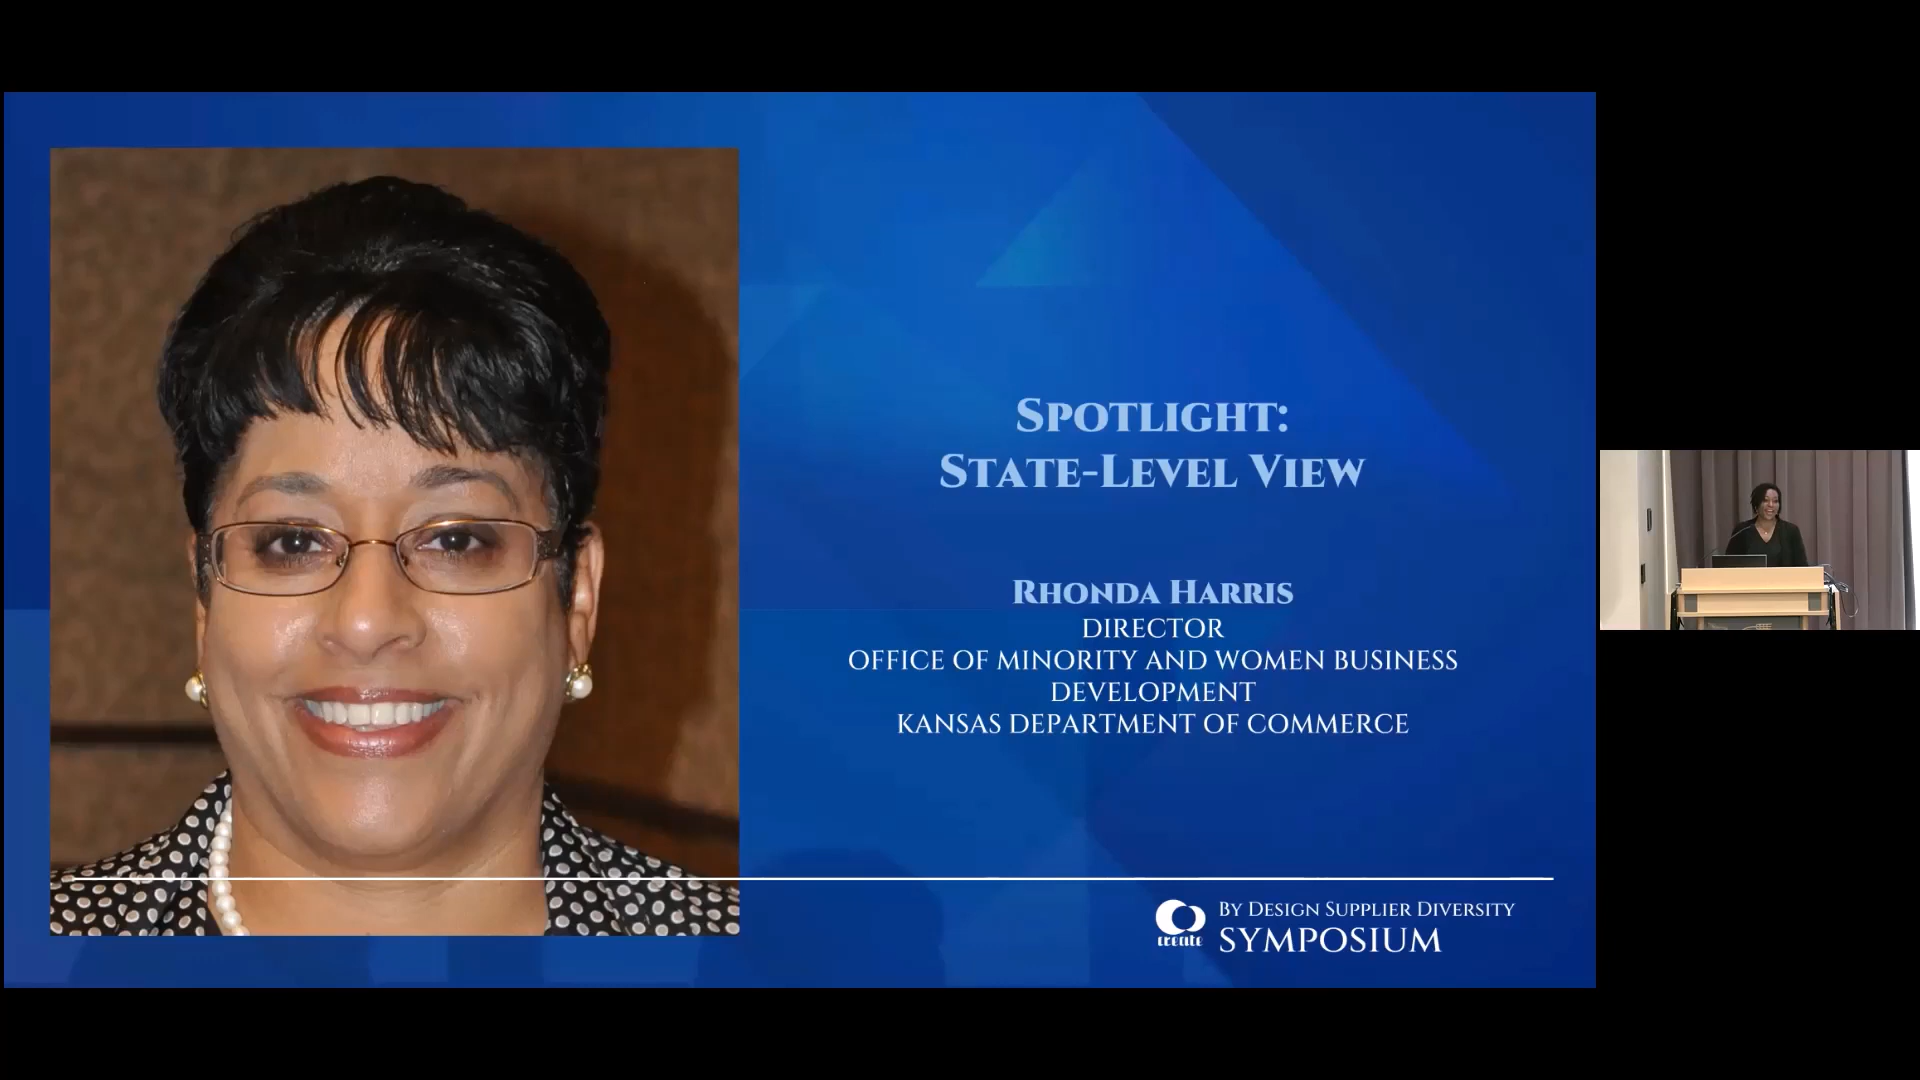 SPOTLIGHT:
STATE-LEVEL VIEW
RHONDA HARRIS
DIRECTOR
OFFICE OF MINORITY AND WOMEN BUSINESS
DEVELOPMENT
KANSAS DEPARTMENT OF COMMERCE
create
BY DESIGN SUPPLIER DIVERSITY
SYMPOSIUM